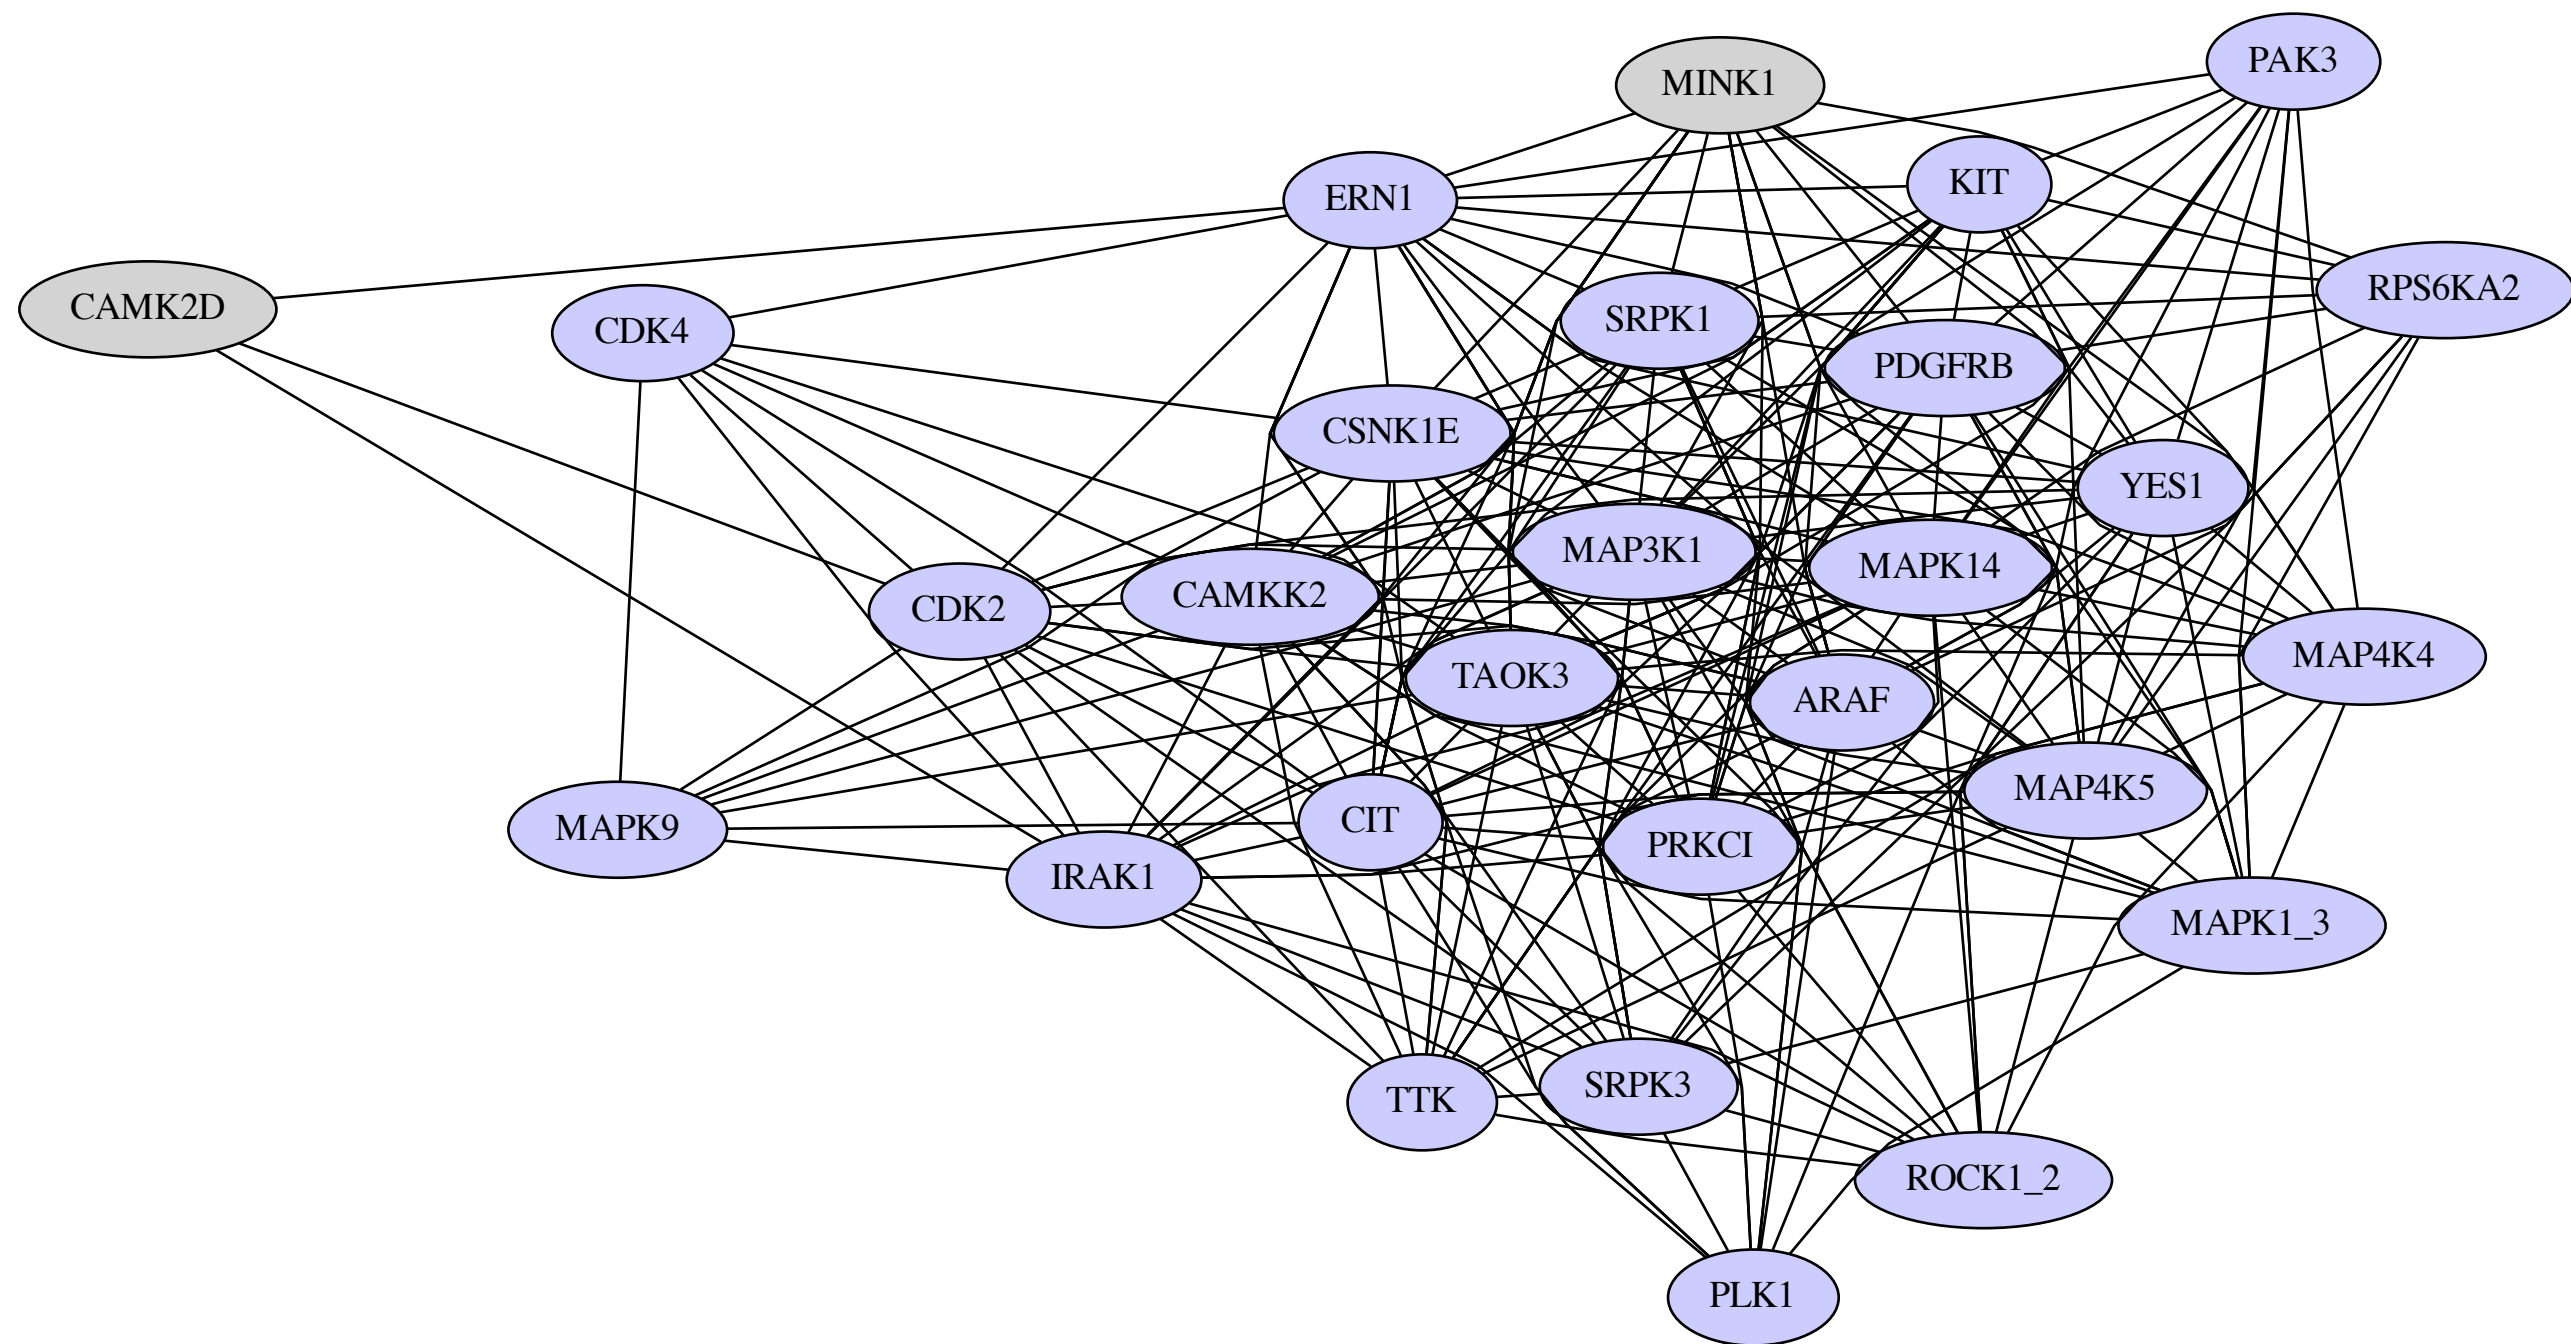 PAK3
MINK1
KIT
ERN1
RPS6KA2
CAMK2D
SRPK1
CDK4
PDGFRB
CSNK1E
YES1
MAP3K1
MAPK14
CAMKK2
CDK2
MAP4K4
TAOK3
ARAF
MAP4K5
CIT
MAPK9
PRKCI
IRAK1
MAPK1_3
SRPK3
TTK
ROCK1_2
PLK1